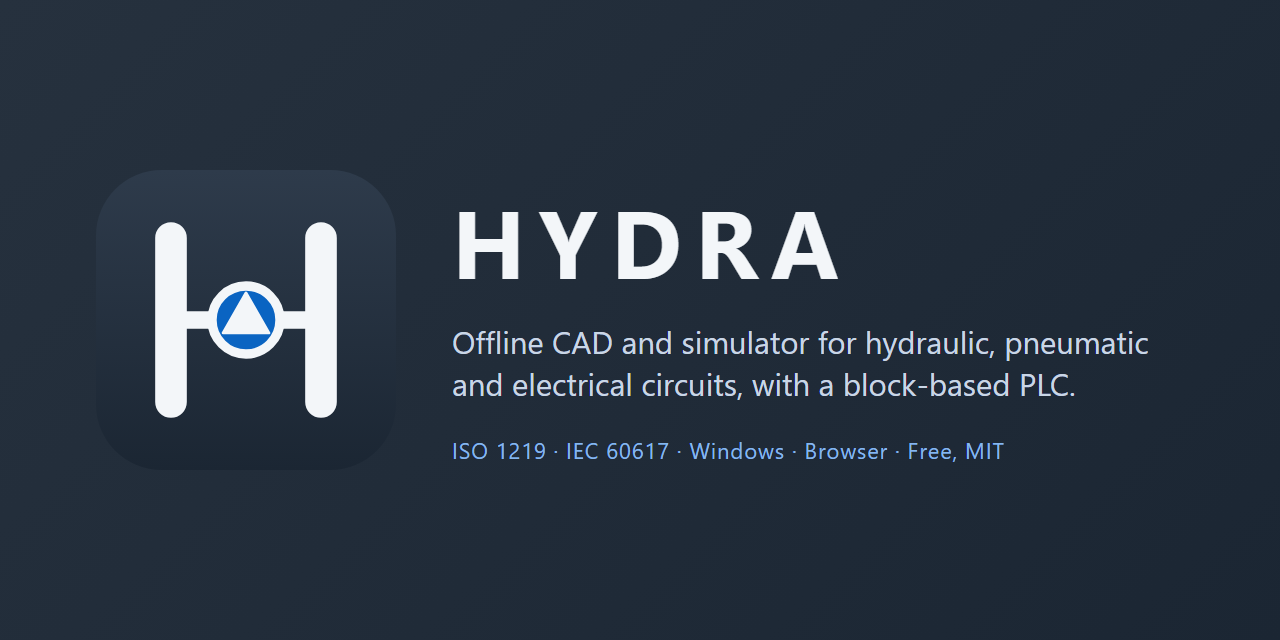 HYDRA
Offline CAD and simulator for hydraulic, pneumatic
and electrical circuits, with a block-based PLC.
ISO 1219 · IEC 60617 · Windows · Browser · Free, MIT